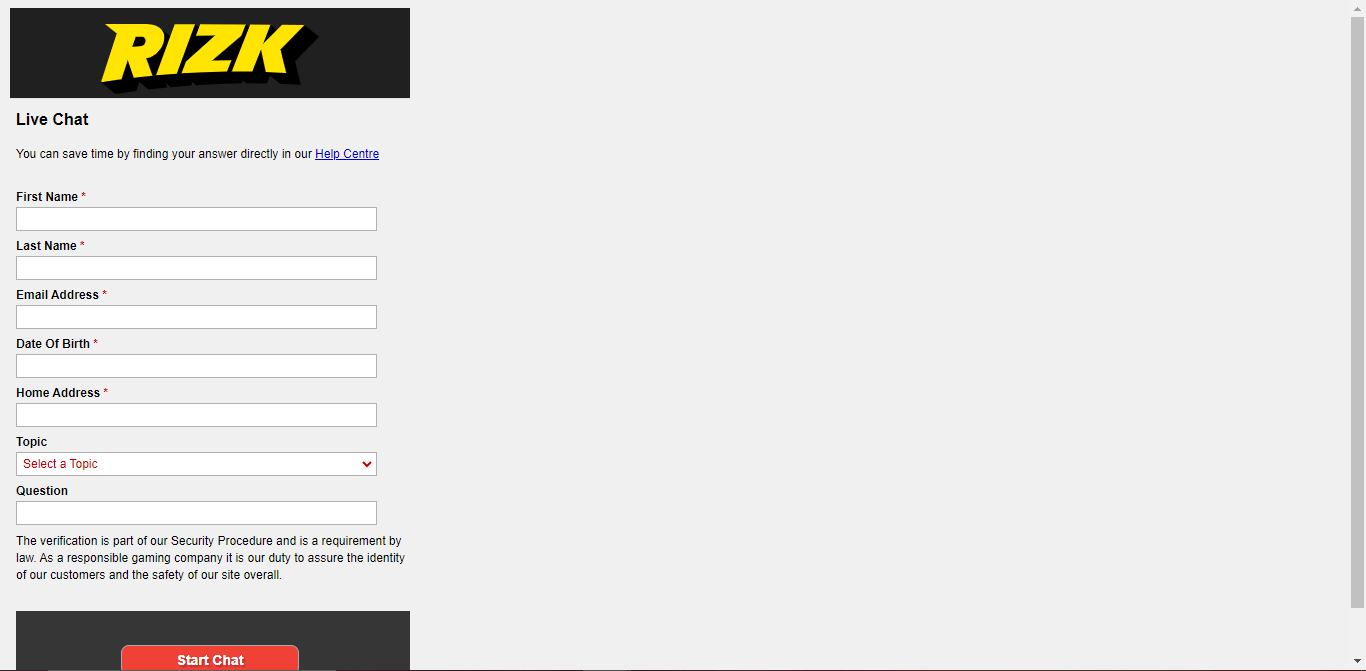 RIZK
Live Chat
You can save time by finding your answer directly in our Help Centre
First Name *
Last Name *
Email Address *
Date Of Birth *
Home Address *
Topic
Select a Topic
Question
The verification is part of our Security Procedure and is a requirement by
law. As a responsible gaming company it is our duty to assure the identity
of our customers and the safety of our site overall.
Start Chat